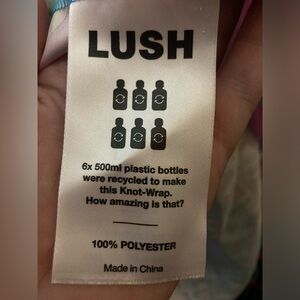 LUSH
6x 500ml plastic bottles
were recycled to make
this Knot-Wrap.
How amazing is that?
100% POLYESTER
Made in China